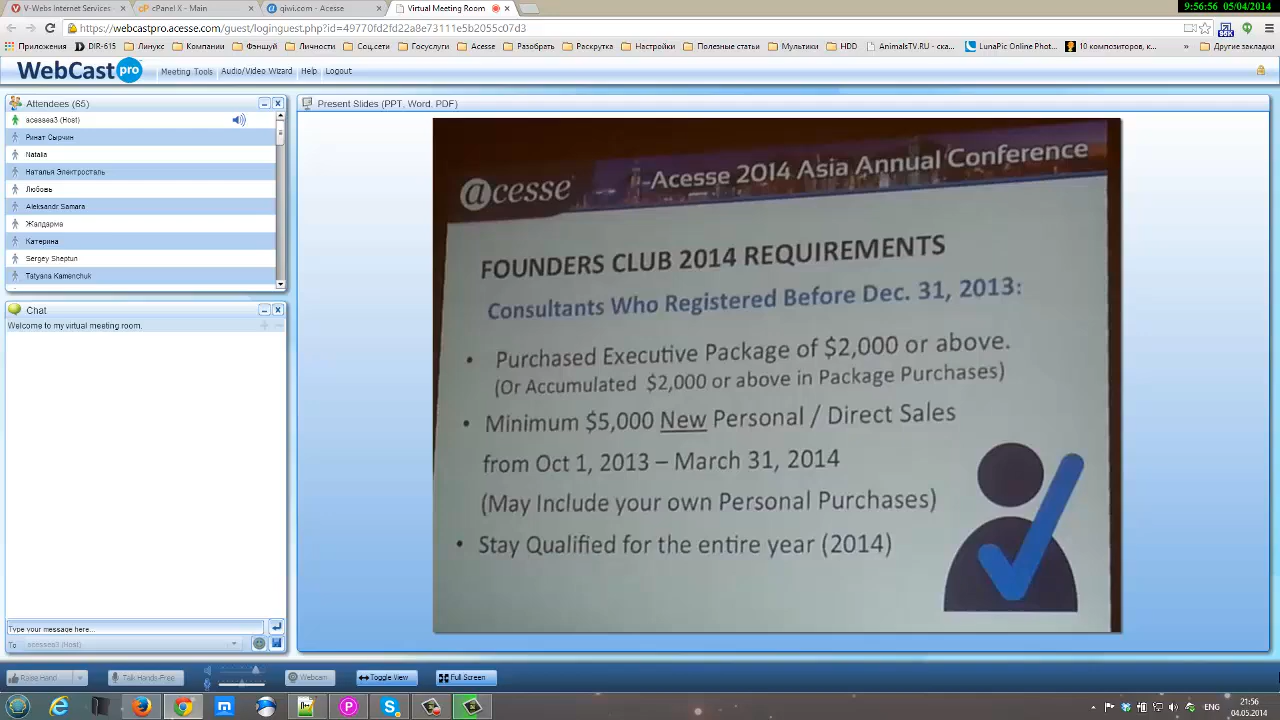 V-Webs Internet Services
cPanel X - Main
qiwi.com - Acesse
Virtual Meeting Room
9:56:56 05/04/2014
https://webcastpro.acesse.com/guest/loginguest.php?id=49770fd2fd22a8e73111e5b2055c07d3
Приложения
DIR-615
Линукс
Компании
Фэншуй
Личности
Соц.сети
Госуслуги
Acesse
Разобрать
Раскрутка
Настройки
Полезные статьи
Мультики
HDD
AnimalsTV.RU - ска...
LunaPic Online Phot...
10 композиторов, к...
»
Другие закладки
WebCast pro
Meeting Tools
Audio/Video Wizard
Help
Logout
Attendees (65)
acessea3 (Host)
Ринат Сырчин
Natalia
Наталья Электросталь
Любовь
Aleksandr Samara
Жалдарма
Катерина
Sergey Sheptun
Tatyana Kamenchuk
Chat
Welcome to my virtual meeting room.
Type your message here...
To
acessea3 (Host)
Present Slides (PPT, Word, PDF)
acesse
Acesse 2014 Asia Annual Conference
FOUNDERS CLUB 2014 REQUIREMENTS
Consultants Who Registered Before Dec. 31, 2013:
• Purchased Executive Package of $2,000 or above.
(Or Accumulated $2,000 or above in Package Purchases)
• Minimum $5,000 New Personal / Direct Sales
from Oct 1, 2013 – March 31, 2014
(May Include your own Personal Purchases)
• Stay Qualified for the entire year (2014)
Raise Hand
Talk Hands-Free
Webcam
Toggle View
Full Screen
ENG
21:56
04.05.2014